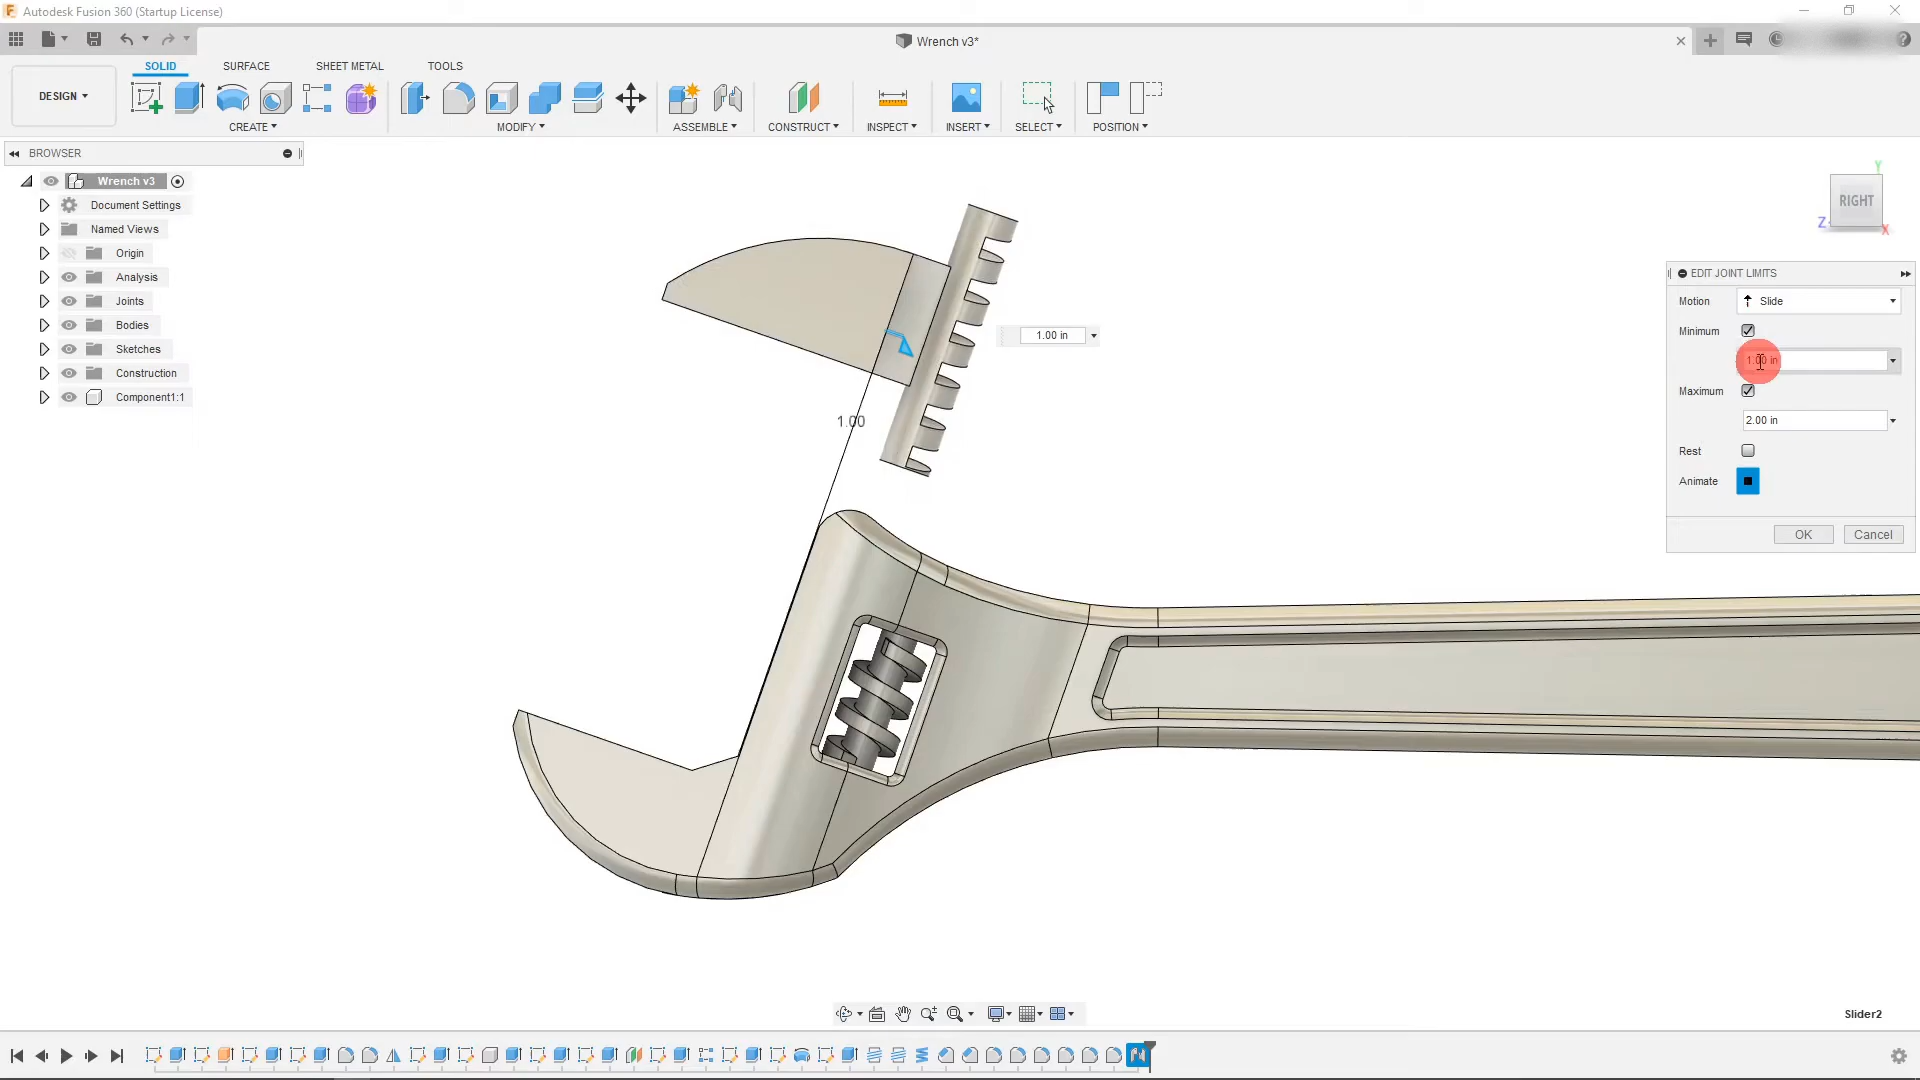 Autodesk Fusion 360 (Startup License)
Wrench v3*
SOLID SURFACE SHEET METAL TOOLS
DESIGN
CREATE MODIFY ASSEMBLE CONSTRUCT INSPECT INSERT SELECT POSITION
BROWSER
Wrench v3
Document Settings
Named Views
Origin
Analysis
Joints
Bodies
Sketches
Construction
Component1:1
Y
RIGHT
Z
X
EDIT JOINT LIMITS
Motion Slide
Minimum
1.00 in
Maximum
2.00 in
Rest
Animate
OK Cancel
1.00 in
1.00
Slider2